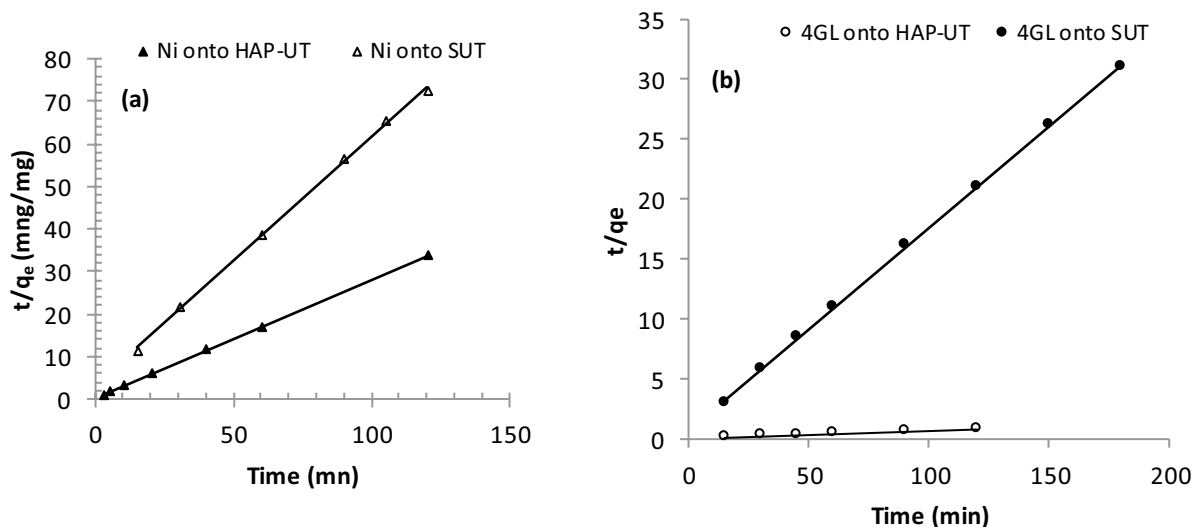 ▲ Ni onto HAP-UT △ Ni onto SUT
(a)
t/qₑ (mng/mg)
80
70
60
50
40
30
20
10
0
0 50 100 150
Time (mn)
○ 4GL onto HAP-UT ● 4GL onto SUT
(b)
t/qe
35
30
25
20
15
10
5
0
0 50 100 150 200
Time (min)